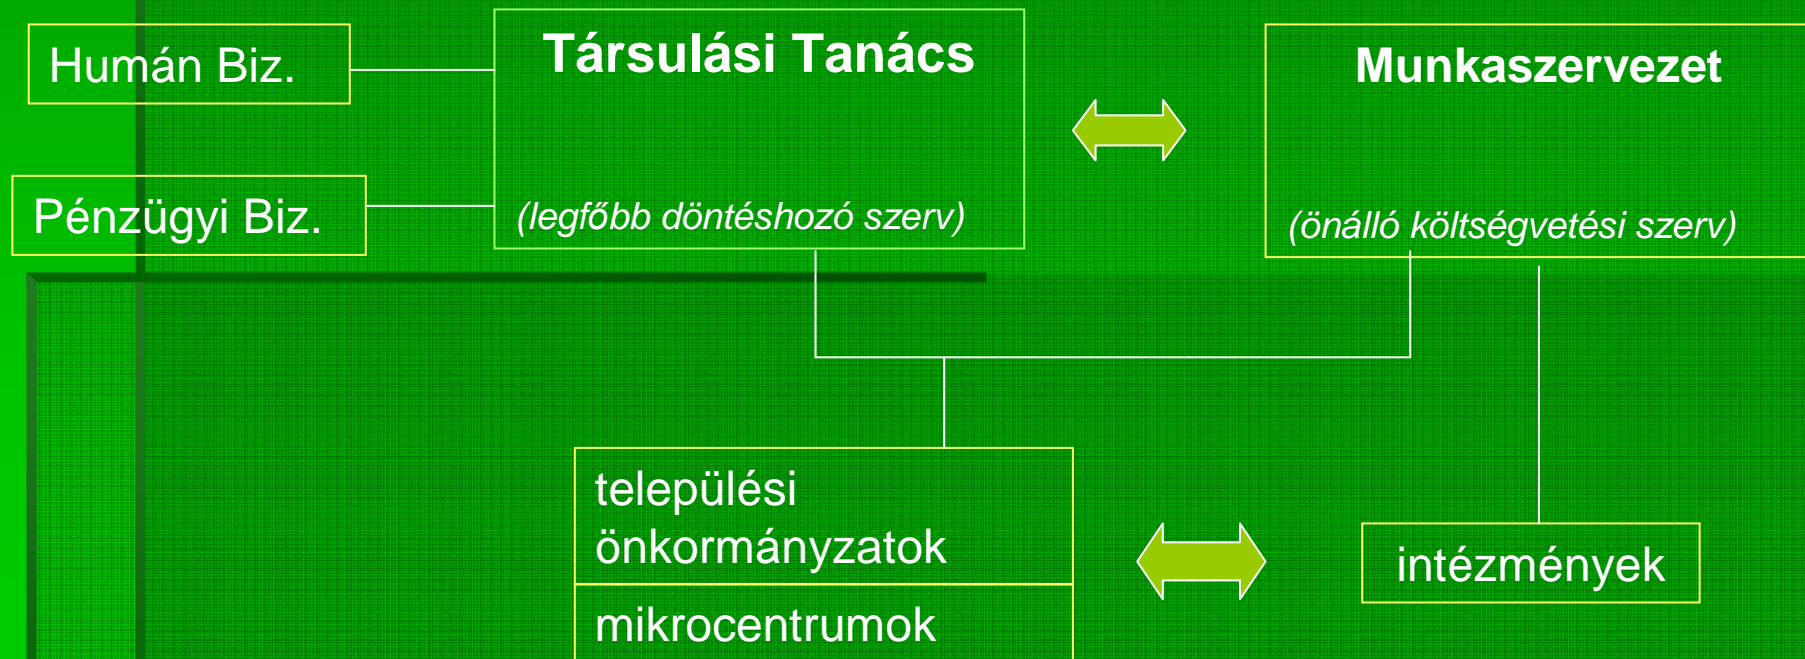 Humán Biz.
Társulási Tanács
Munkaszervezet
Pénzügyi Biz.
(legfőbb döntéshozó szerv)
(önálló költségvetési szerv)
települési
önkormányzatok
intézmények
mikrocentrumok